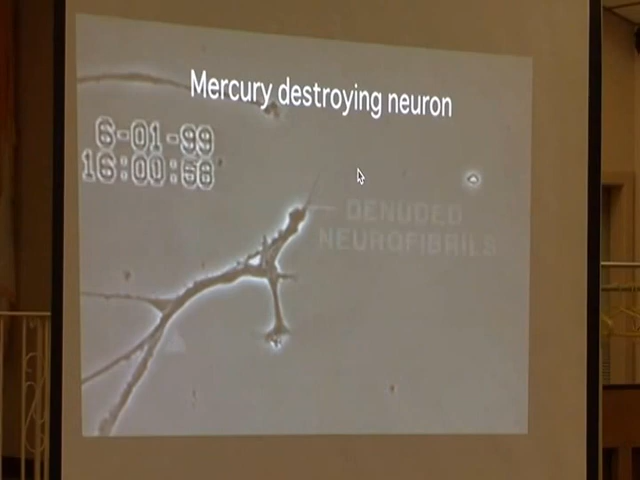 Mercury destroying neuron
6-01-99
16:00:58
DENUDED
NEUROFIBRILS